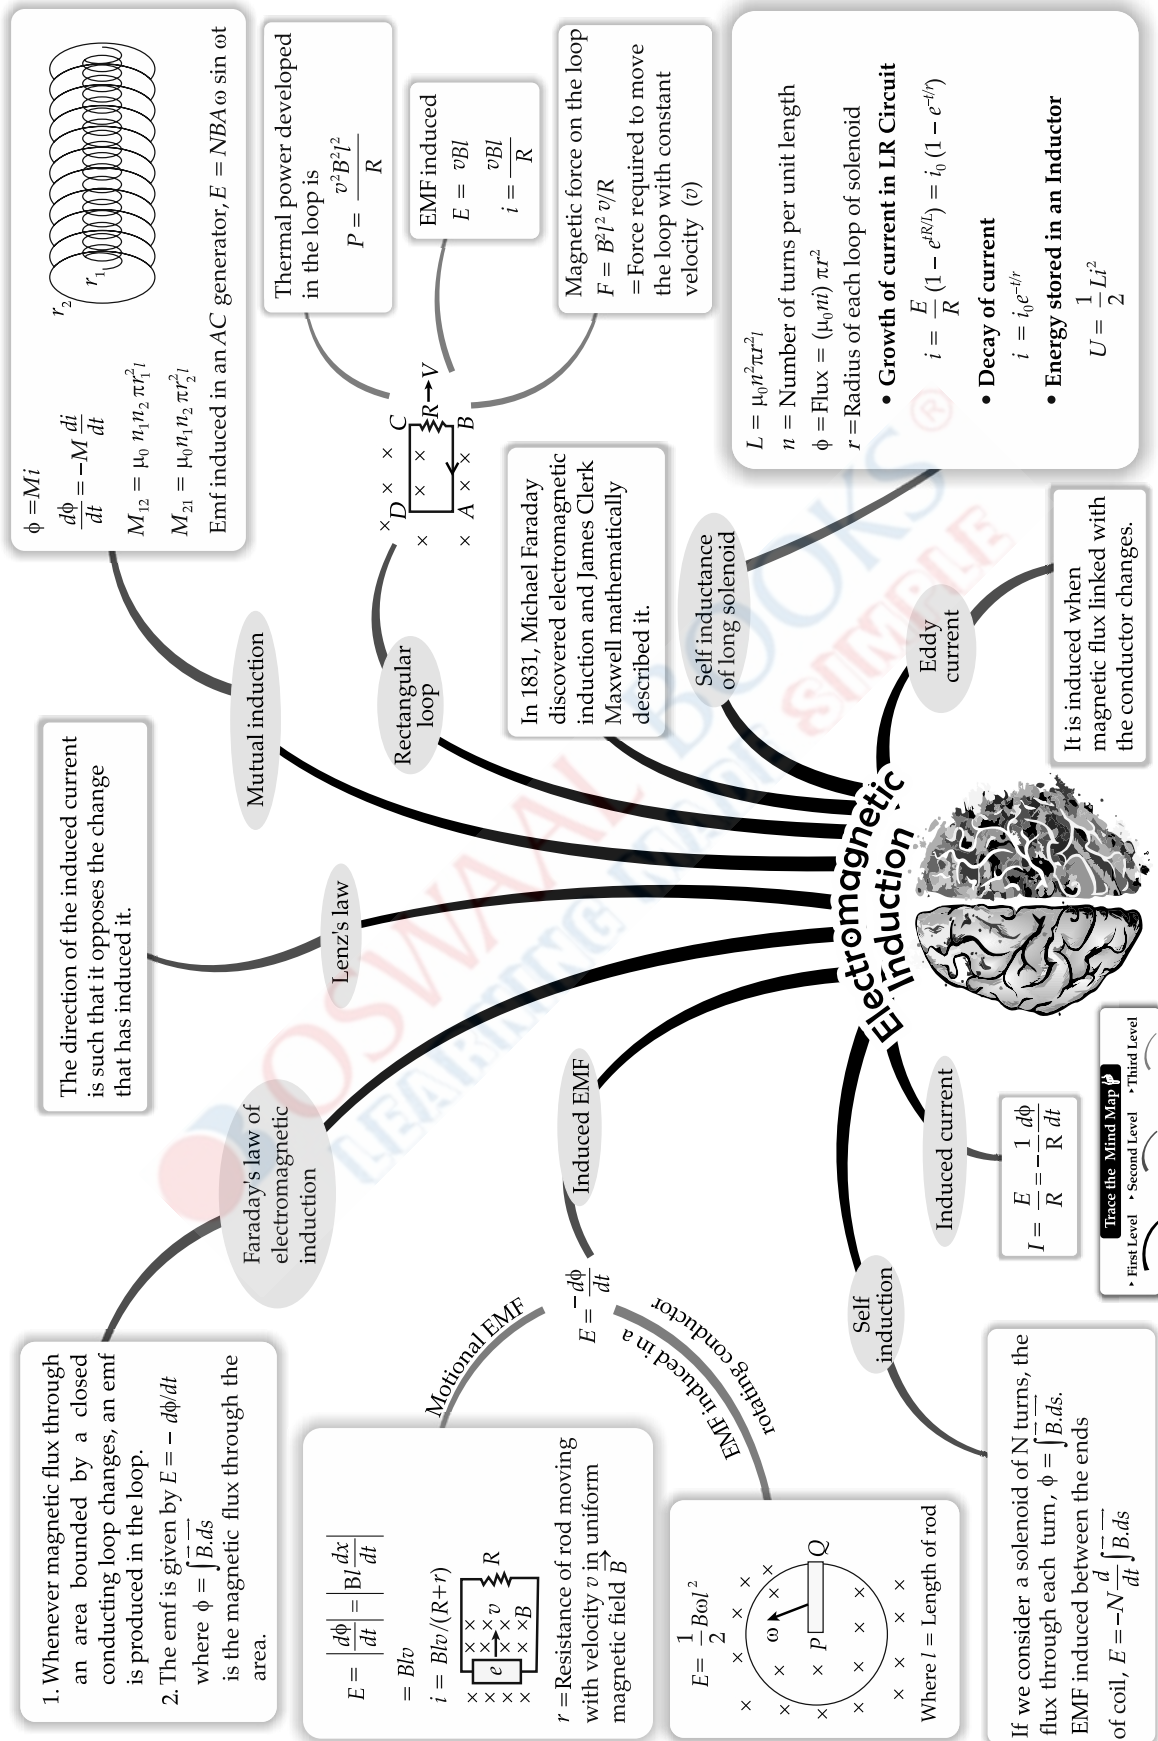 1. Whenever magnetic flux through
an area bounded by a closed
conducting loop changes, an emf
is produced in the loop.
2. The emf is given by E = − dϕ/dt
where ϕ = ∫B.ds
is the magnetic flux through the
area.
Faraday's law of
electromagnetic
induction
The direction of the induced current
is such that it opposes the change
that has induced it.
Lenz's law
ϕ = Mi
dϕ/dt = −M di/dt
M₁₂ = μ₀ n₁n₂ πr₁²l
M₂₁ = μ₀n₁n₂ πr₂²l
r₂
r₁
Emf induced in an AC generator, E = NBA ω sin ωt
Mutual induction
Thermal power developed
in the loop is
P = v²B²l²/R
EMF induced
E = vBl
i = vBl/R
Magnetic force on the loop
F = B²l² v/R
= Force required to move
the loop with constant
velocity (v)
× D × × C
× × × R → V
× A × × B
Rectangular
loop
In 1831, Michael Faraday
discovered electromagnetic
induction and James Clerk
Maxwell mathematically
described it.
L = μ₀n²πr²l
n = Number of turns per unit length
ϕ = Flux = (μ₀ni) πr²
r = Radius of each loop of solenoid
• Growth of current in LR Circuit
i = E/R (1 − e^tR/L) = i₀ (1 − e^−t/r)
• Decay of current
i = i₀e^−t/r
• Energy stored in an Inductor
U = 1/2 Li²
Self inductance
of long solenoid
Eddy
current
It is induced when
magnetic flux linked with
the conductor changes.
Electromagnetic
Induction
Motional EMF
E = |dϕ/dt| = |Bl dx/dt|
= Blv
i = Blv/(R+r)
× × × ×
e
× × ×
× × v
× × ×
× ×B
R
r = Resistance of rod moving
with velocity v in uniform
magnetic field B
Induced EMF
E = −dϕ/dt
EMF induced in a
rotating conductor
E = 1/2 Bωl²
ω
P
Q
× × × × × × × × × × × × × × × × ×
Where l = Length of rod
Self
induction
If we consider a solenoid of N turns, the
flux through each turn, ϕ = ∫B.ds.
EMF induced between the ends
of coil, E = −N d/dt ∫B.ds
Induced current
I = E/R = −1/R dϕ/dt
Trace the Mind Map
‣ First Level ‣ Second Level ‣ Third Level
OSWAAL BOOKS®
LEARNING MADE SIMPLE